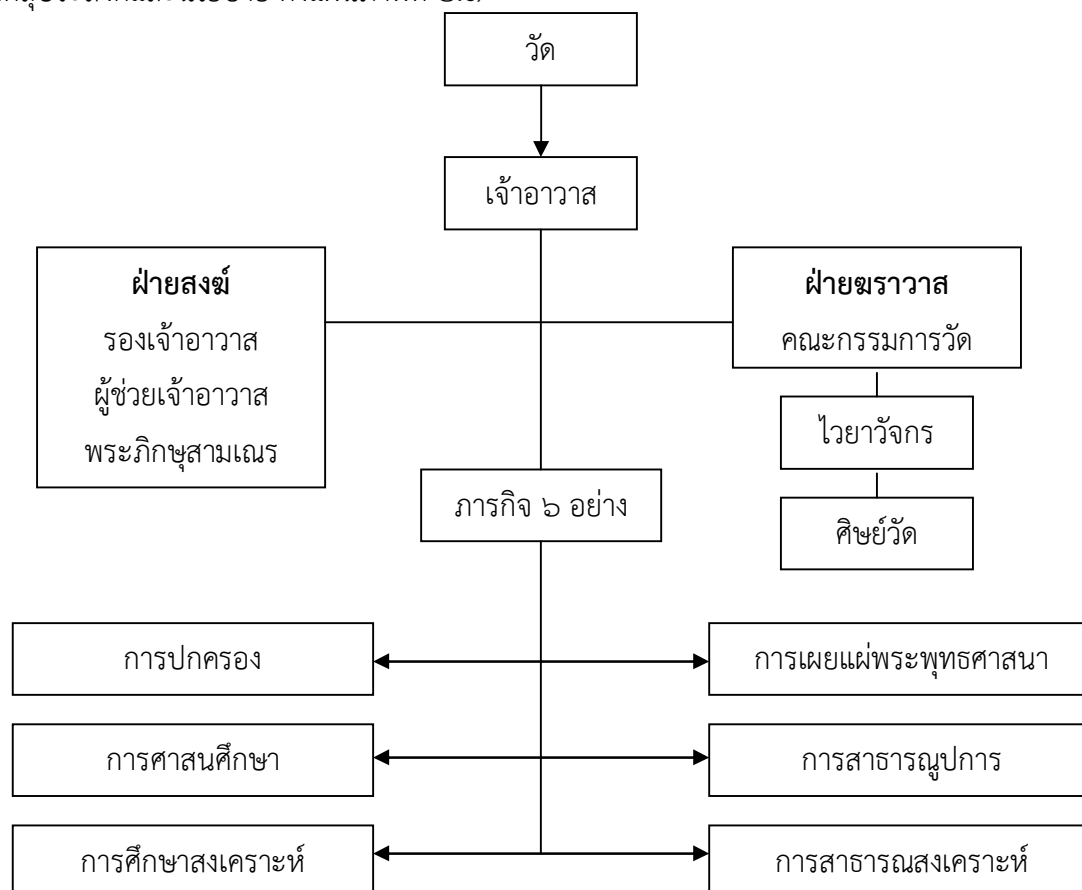 วัด
เจ้าอาวาส
ฝ่ายสงฆ์
รองเจ้าอาวาส
ผู้ช่วยเจ้าอาวาส
พระภิกษุสามเณร
ฝ่ายฆราวาส
คณะกรรมการวัด
ไวยาวัจกร
ศิษย์วัด
ภารกิจ ๖ อย่าง
การปกครอง
การเผยแผ่พระพุทธศาสนา
การศาสนศึกษา
การสาธารณูปการ
การศึกษาสงเคราะห์
การสาธารณสงเคราะห์